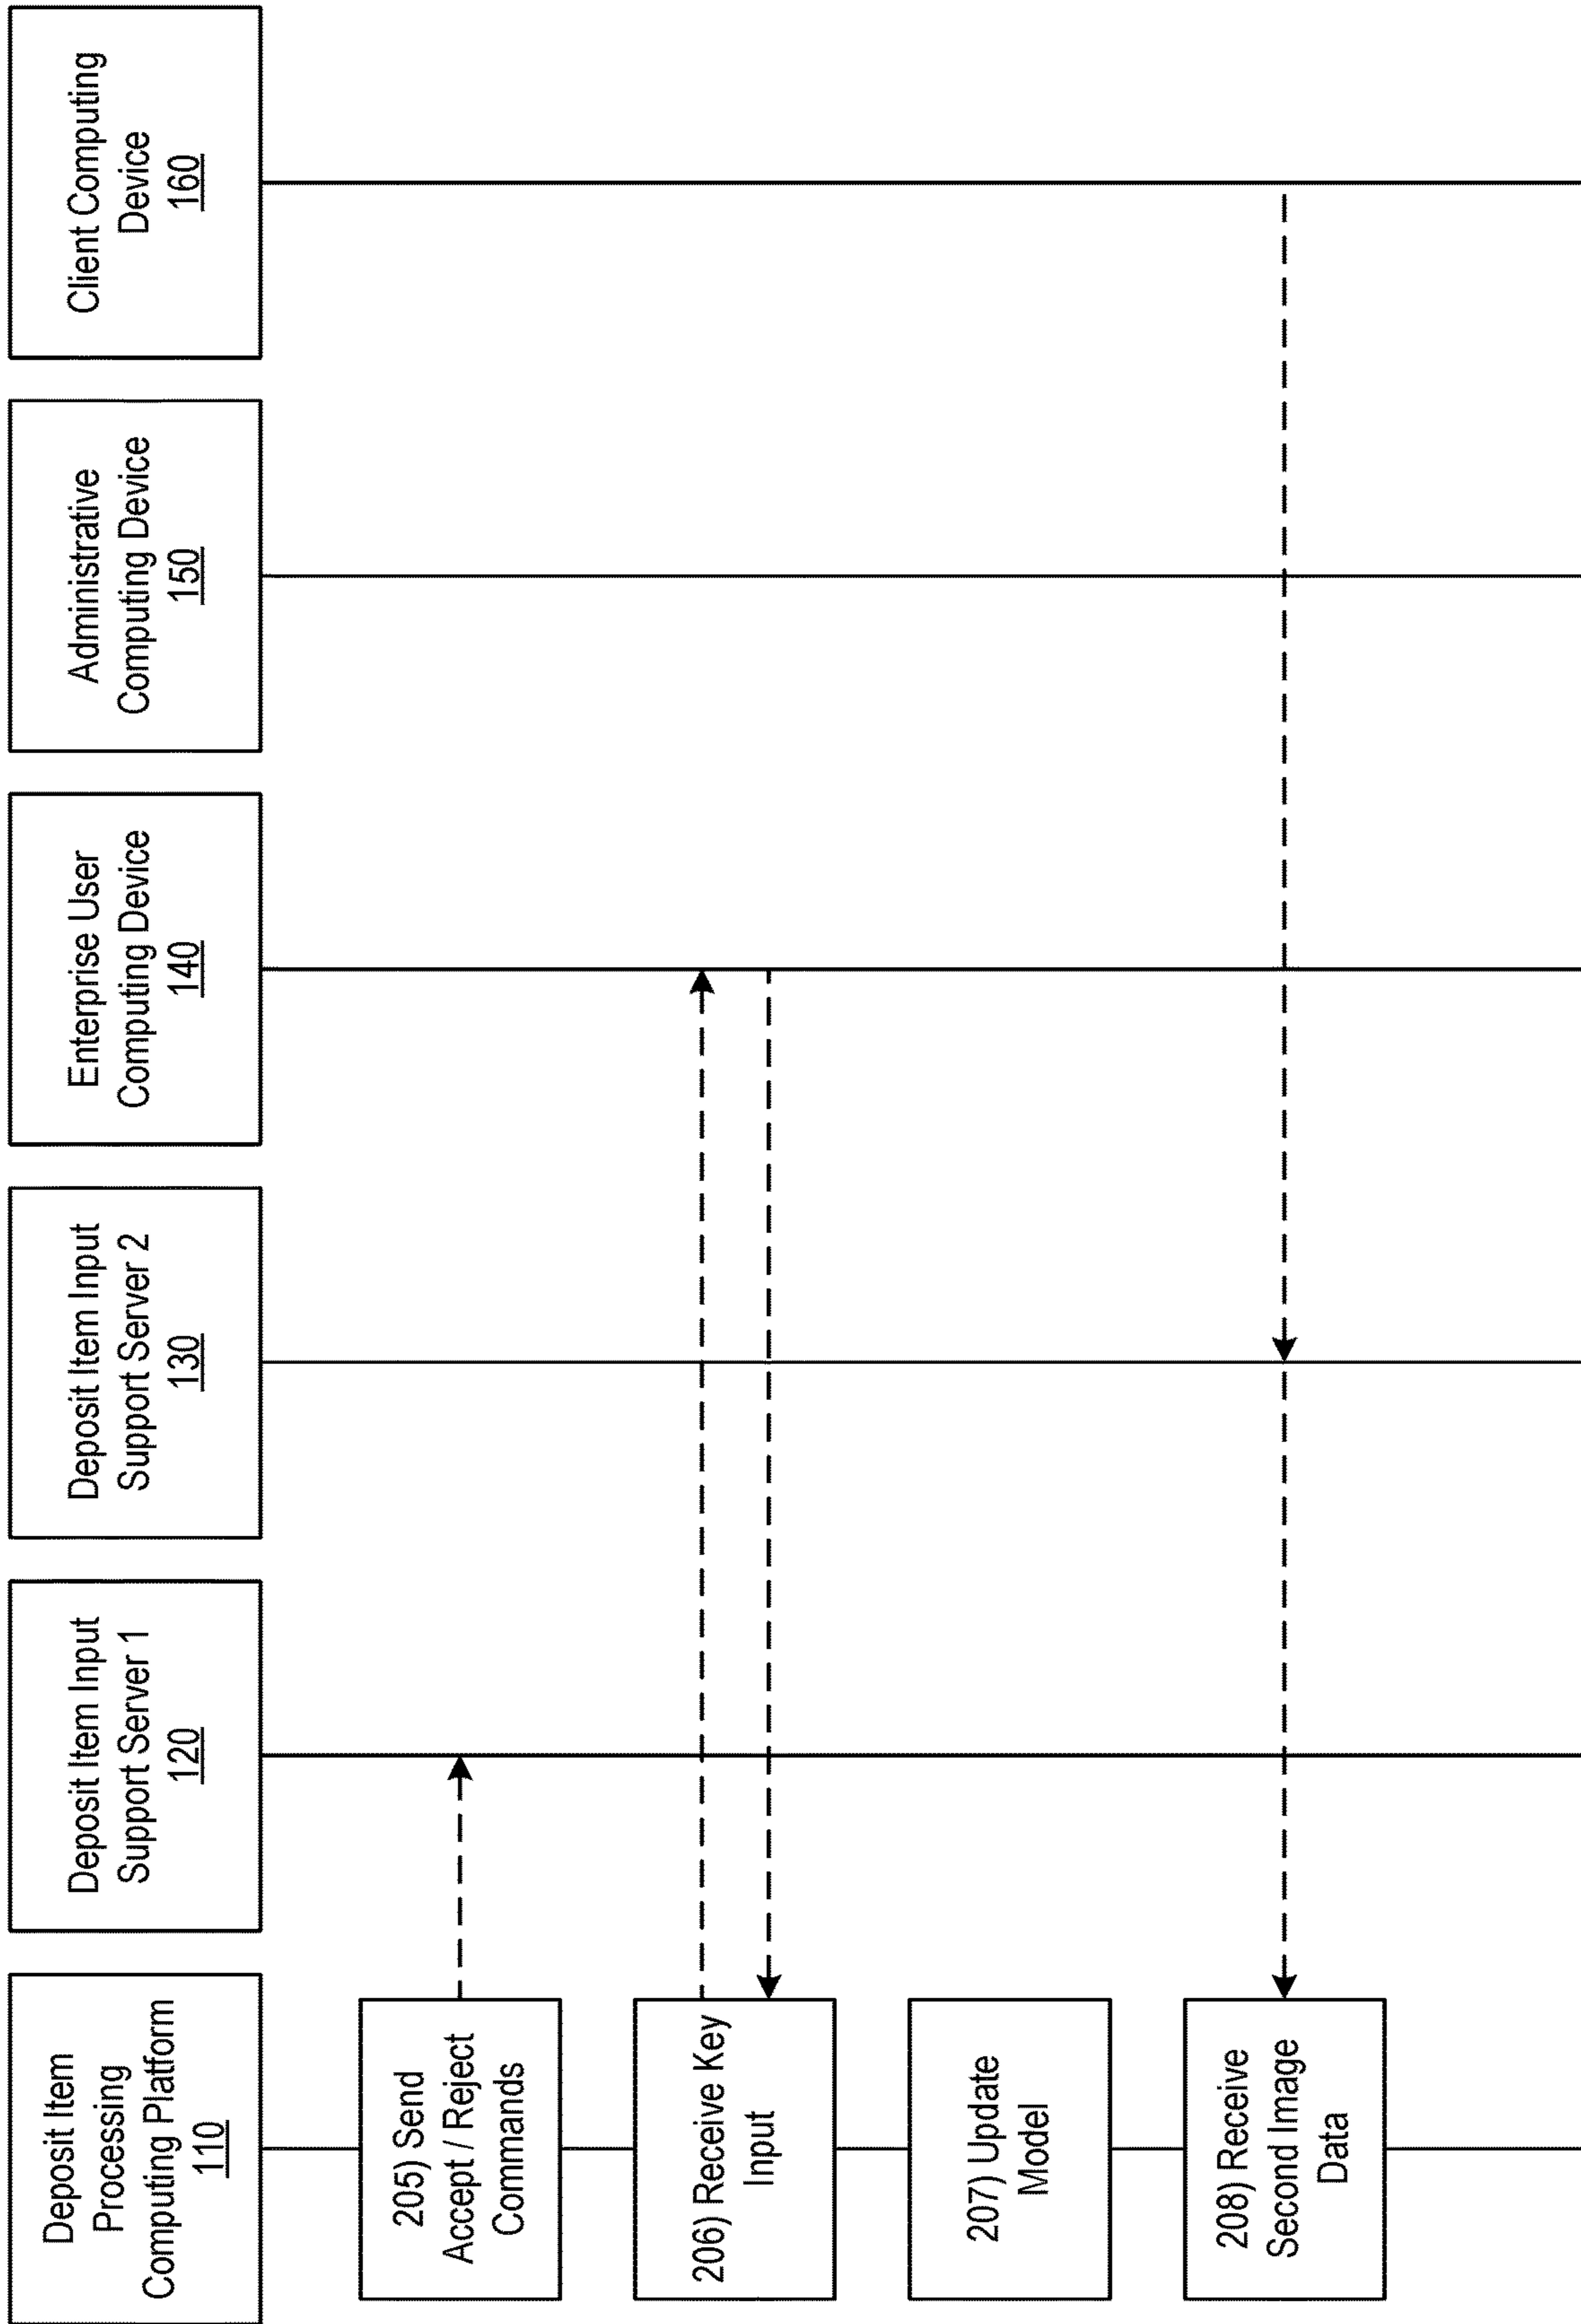 Deposit Item
Processing
Computing Platform
110
Deposit Item Input
Support Server 1
120
Deposit Item Input
Support Server 2
130
Enterprise User
Computing Device
140
Administrative
Computing Device
150
Client Computing
Device
160
205) Send
Accept / Reject
Commands
206) Receive Key
Input
207) Update
Model
208) Receive
Second Image
Data